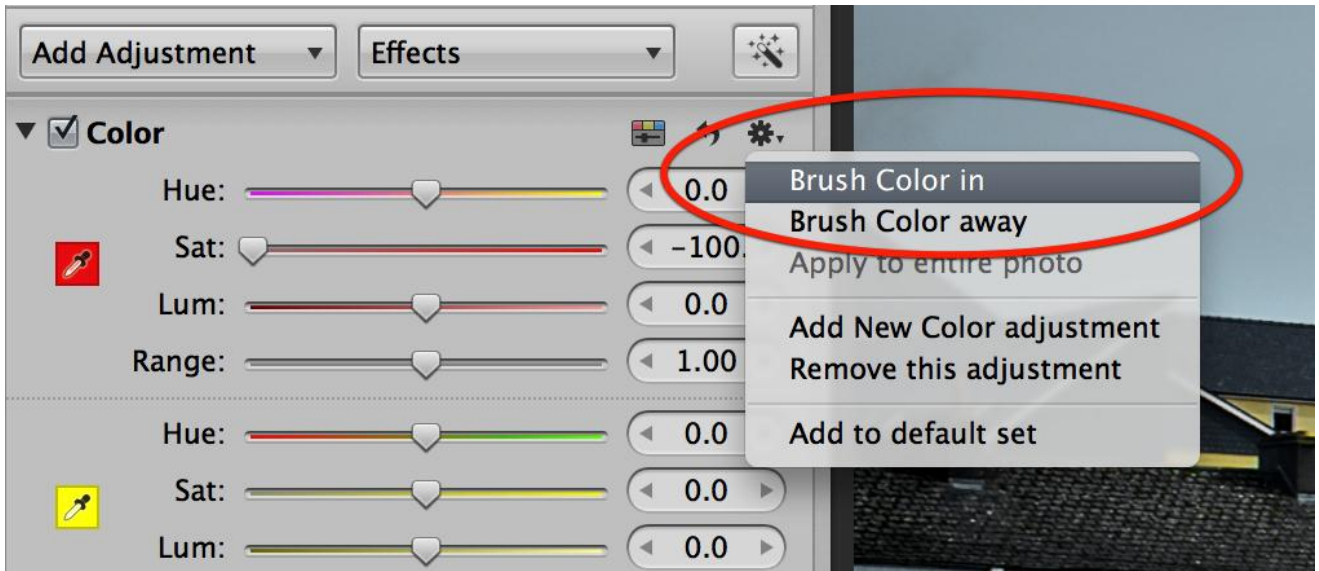 Add Adjustment Effects
Color
Hue: 0.0
Sat: -100.
Lum: 0.0
Range: 1.00
Hue: 0.0
Sat: 0.0
Lum: 0.0
Brush Color in
Brush Color away
Apply to entire photo
Add New Color adjustment
Remove this adjustment
Add to default set